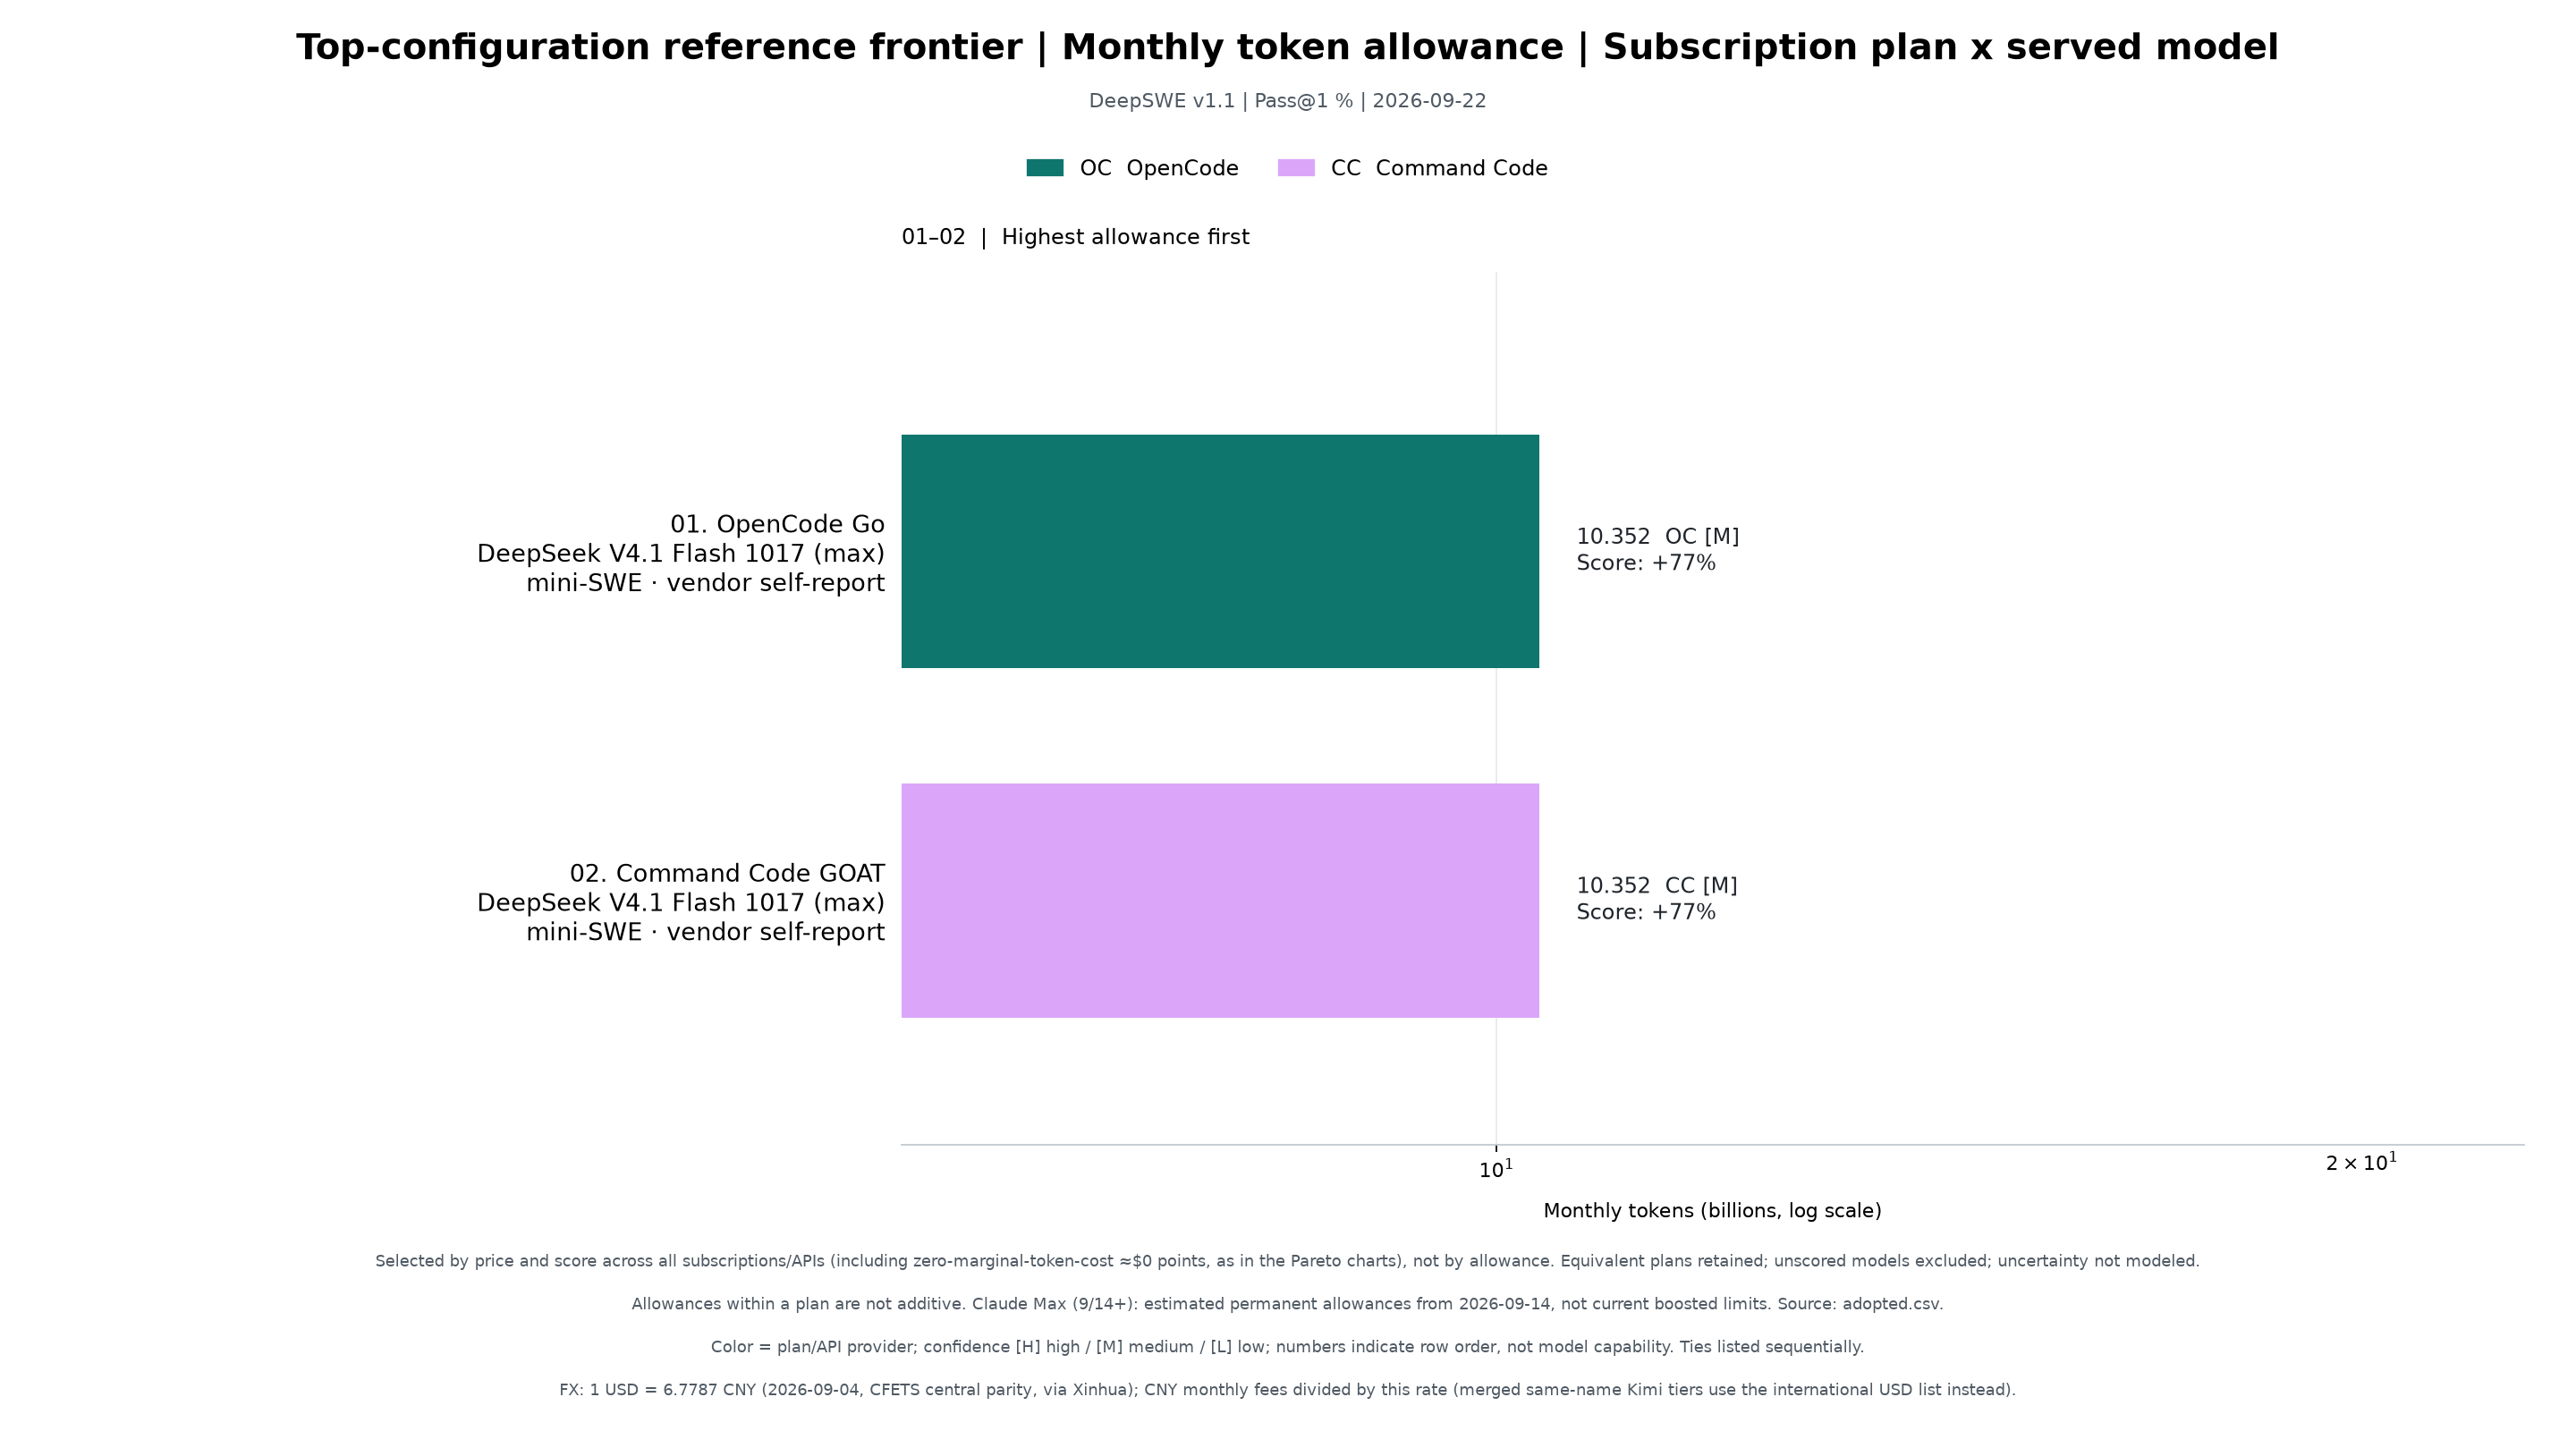 Top-configuration reference frontier | Monthly token allowance | Subscription plan x served model
DeepSWE v1.1 | Pass@1 % | 2026-09-22
OC  OpenCode
CC  Command Code
01–02  |  Highest allowance first
01. OpenCode Go
DeepSeek V4.1 Flash 1017 (max)
mini-SWE · vendor self-report
10.352  OC [M]
Score: +77%
02. Command Code GOAT
DeepSeek V4.1 Flash 1017 (max)
mini-SWE · vendor self-report
10.352  CC [M]
Score: +77%
10¹
2 × 10¹
Monthly tokens (billions, log scale)
Selected by price and score across all subscriptions/APIs (including zero-marginal-token-cost ≈$0 points, as in the Pareto charts), not by allowance. Equivalent plans retained; unscored models excluded; uncertainty not modeled.
Allowances within a plan are not additive. Claude Max (9/14+): estimated permanent allowances from 2026-09-14, not current boosted limits. Source: adopted.csv.
Color = plan/API provider; confidence [H] high / [M] medium / [L] low; numbers indicate row order, not model capability. Ties listed sequentially.
FX: 1 USD = 6.7787 CNY (2026-09-04, CFETS central parity, via Xinhua); CNY monthly fees divided by this rate (merged same-name Kimi tiers use the international USD list instead).